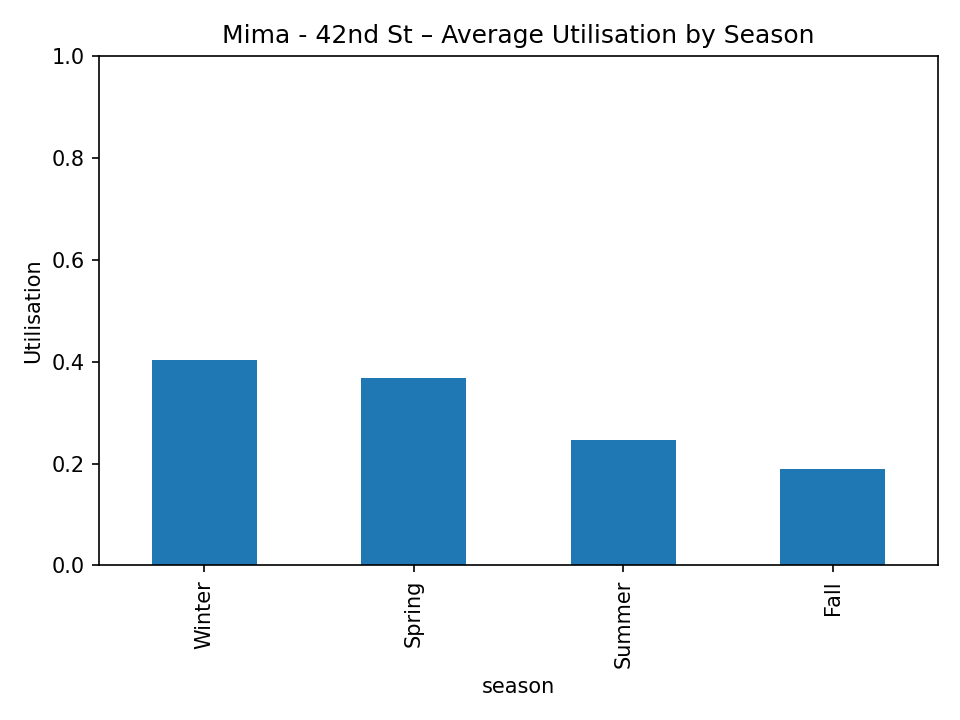 Mima - 42nd St – Average Utilisation by Season
1.0
0.8
0.6
0.4
0.2
0.0
Utilisation
Winter
Spring
Summer
Fall
season